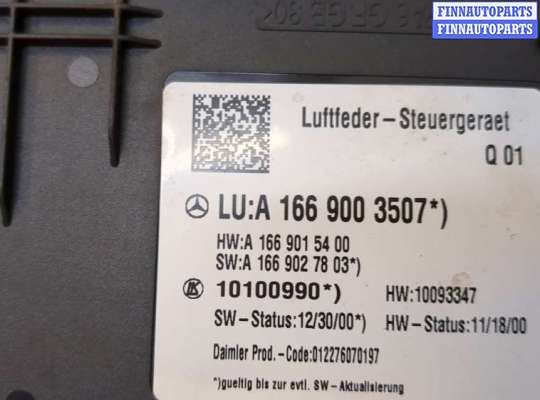 FINNAUTOPARTS
FINNAUTOPARTS
Luftfeder-Steuergeraet
Q 01
LU:A 166 900 3507*)
HW:A 166 901 54 00
SW:A 166 902 78 03*)
10100990*) HW:10093347
SW-Status:12/30/00*) HW-Status:11/18/00
Daimler Prod.-Code:012276070197
*)gueltig bis zur evtl. SW-Aktualisierung